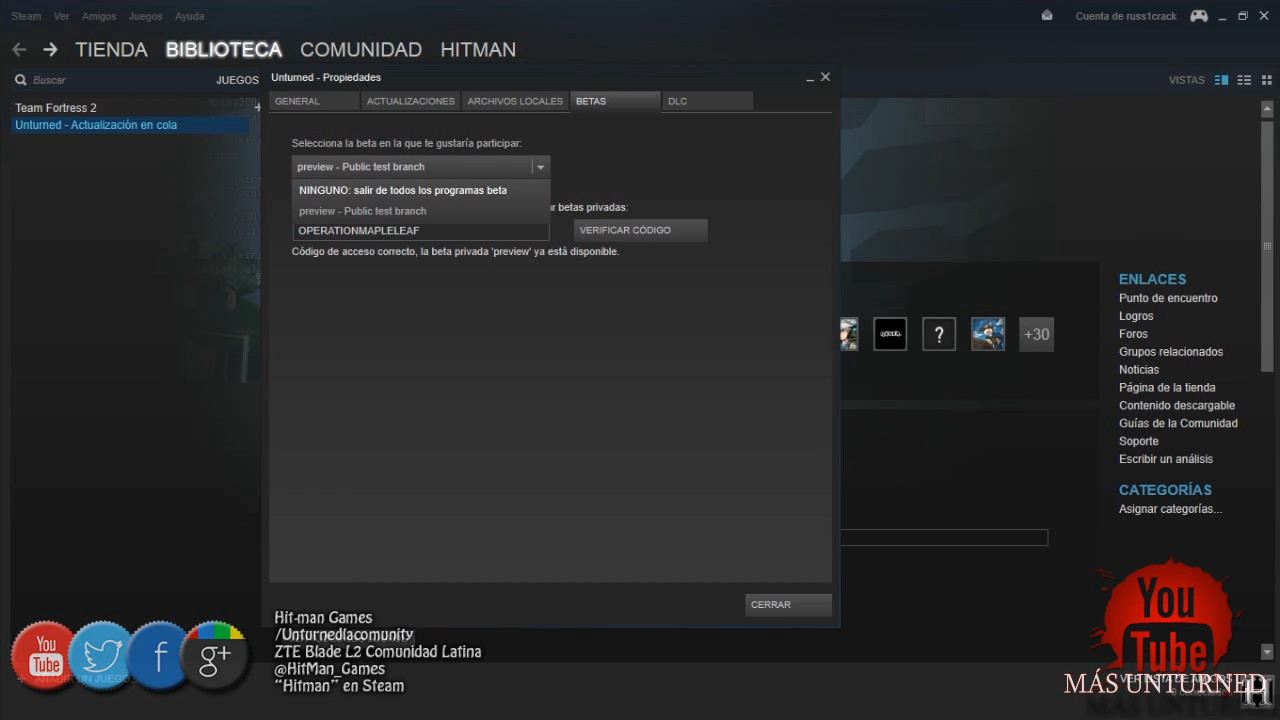 Steam Ver Amigos Juegos Ayuda
Cuenta de russ1crack
TIENDA BIBLIOTECA COMUNIDAD HITMAN
Buscar
JUEGOS
VISTAS
Team Fortress 2
Unturned - Actualización en cola
Unturned - Propiedades
GENERAL ACTUALIZACIONES ARCHIVOS LOCALES BETAS DLC
Selecciona la beta en la que te gustaría participar:
preview - Public test branch
NINGUNO: salir de todos los programas beta
preview - Public test branch
betas privadas:
OPERATIONMAPLELEAF
VERIFICAR CÓDIGO
Código de acceso correcto, la beta privada 'preview' ya está disponible.
CERRAR
?
+30
ENLACES
Punto de encuentro
Logros
Foros
Grupos relacionados
Noticias
Página de la tienda
Contenido descargable
Guías de la Comunidad
Soporte
Escribir un análisis
CATEGORÍAS
Asignar categorías...
You
Tube
f
g+
Hit-man Games
/Unturnedlacomunity
ZTE Blade L2 Comunidad Latina
@HitMan_Games
"Hitman" en Steam
You
Tube
MÁS UNTURNED
H